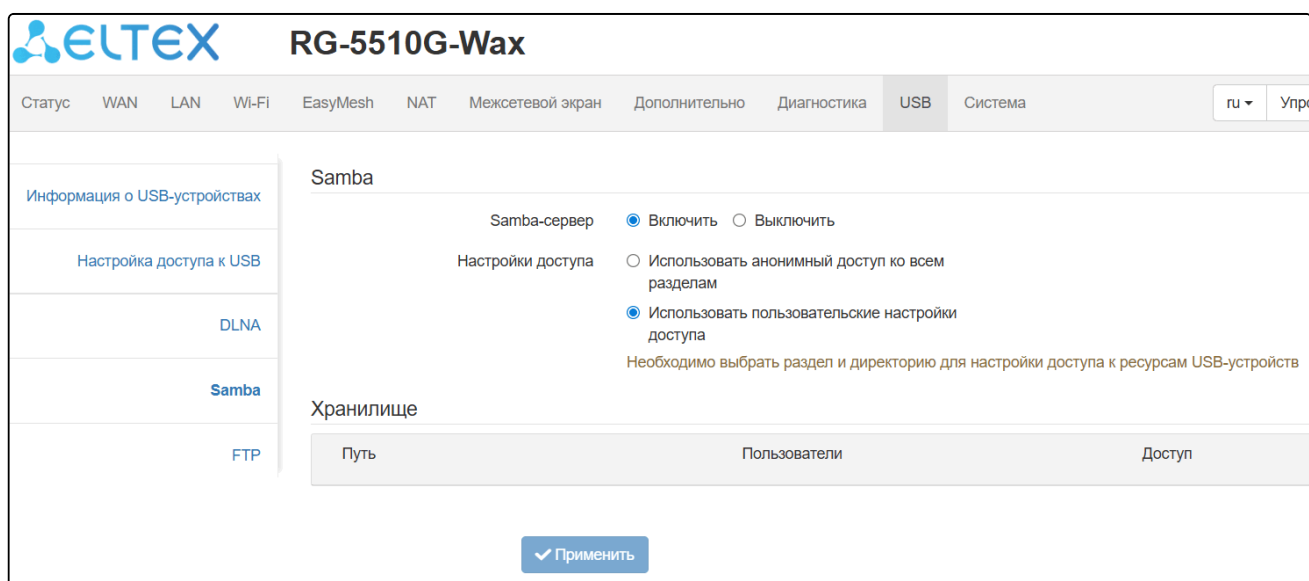 ELTEX RG-5510G-Wax
Статус WAN LAN Wi-Fi EasyMesh NAT Межсетевой экран Дополнительно Диагностика USB Система ru
Информация о USB-устройствах
Настройка доступа к USB
DLNA
Samba
FTP
Samba
Samba-сервер Включить Выключить
Настройки доступа Использовать анонимный доступ ко всем
разделам
Использовать пользовательские настройки
доступа
Необходимо выбрать раздел и директорию для настройки доступа к ресурсам USB-устройств
Хранилище
Путь Пользователи Доступ
Применить